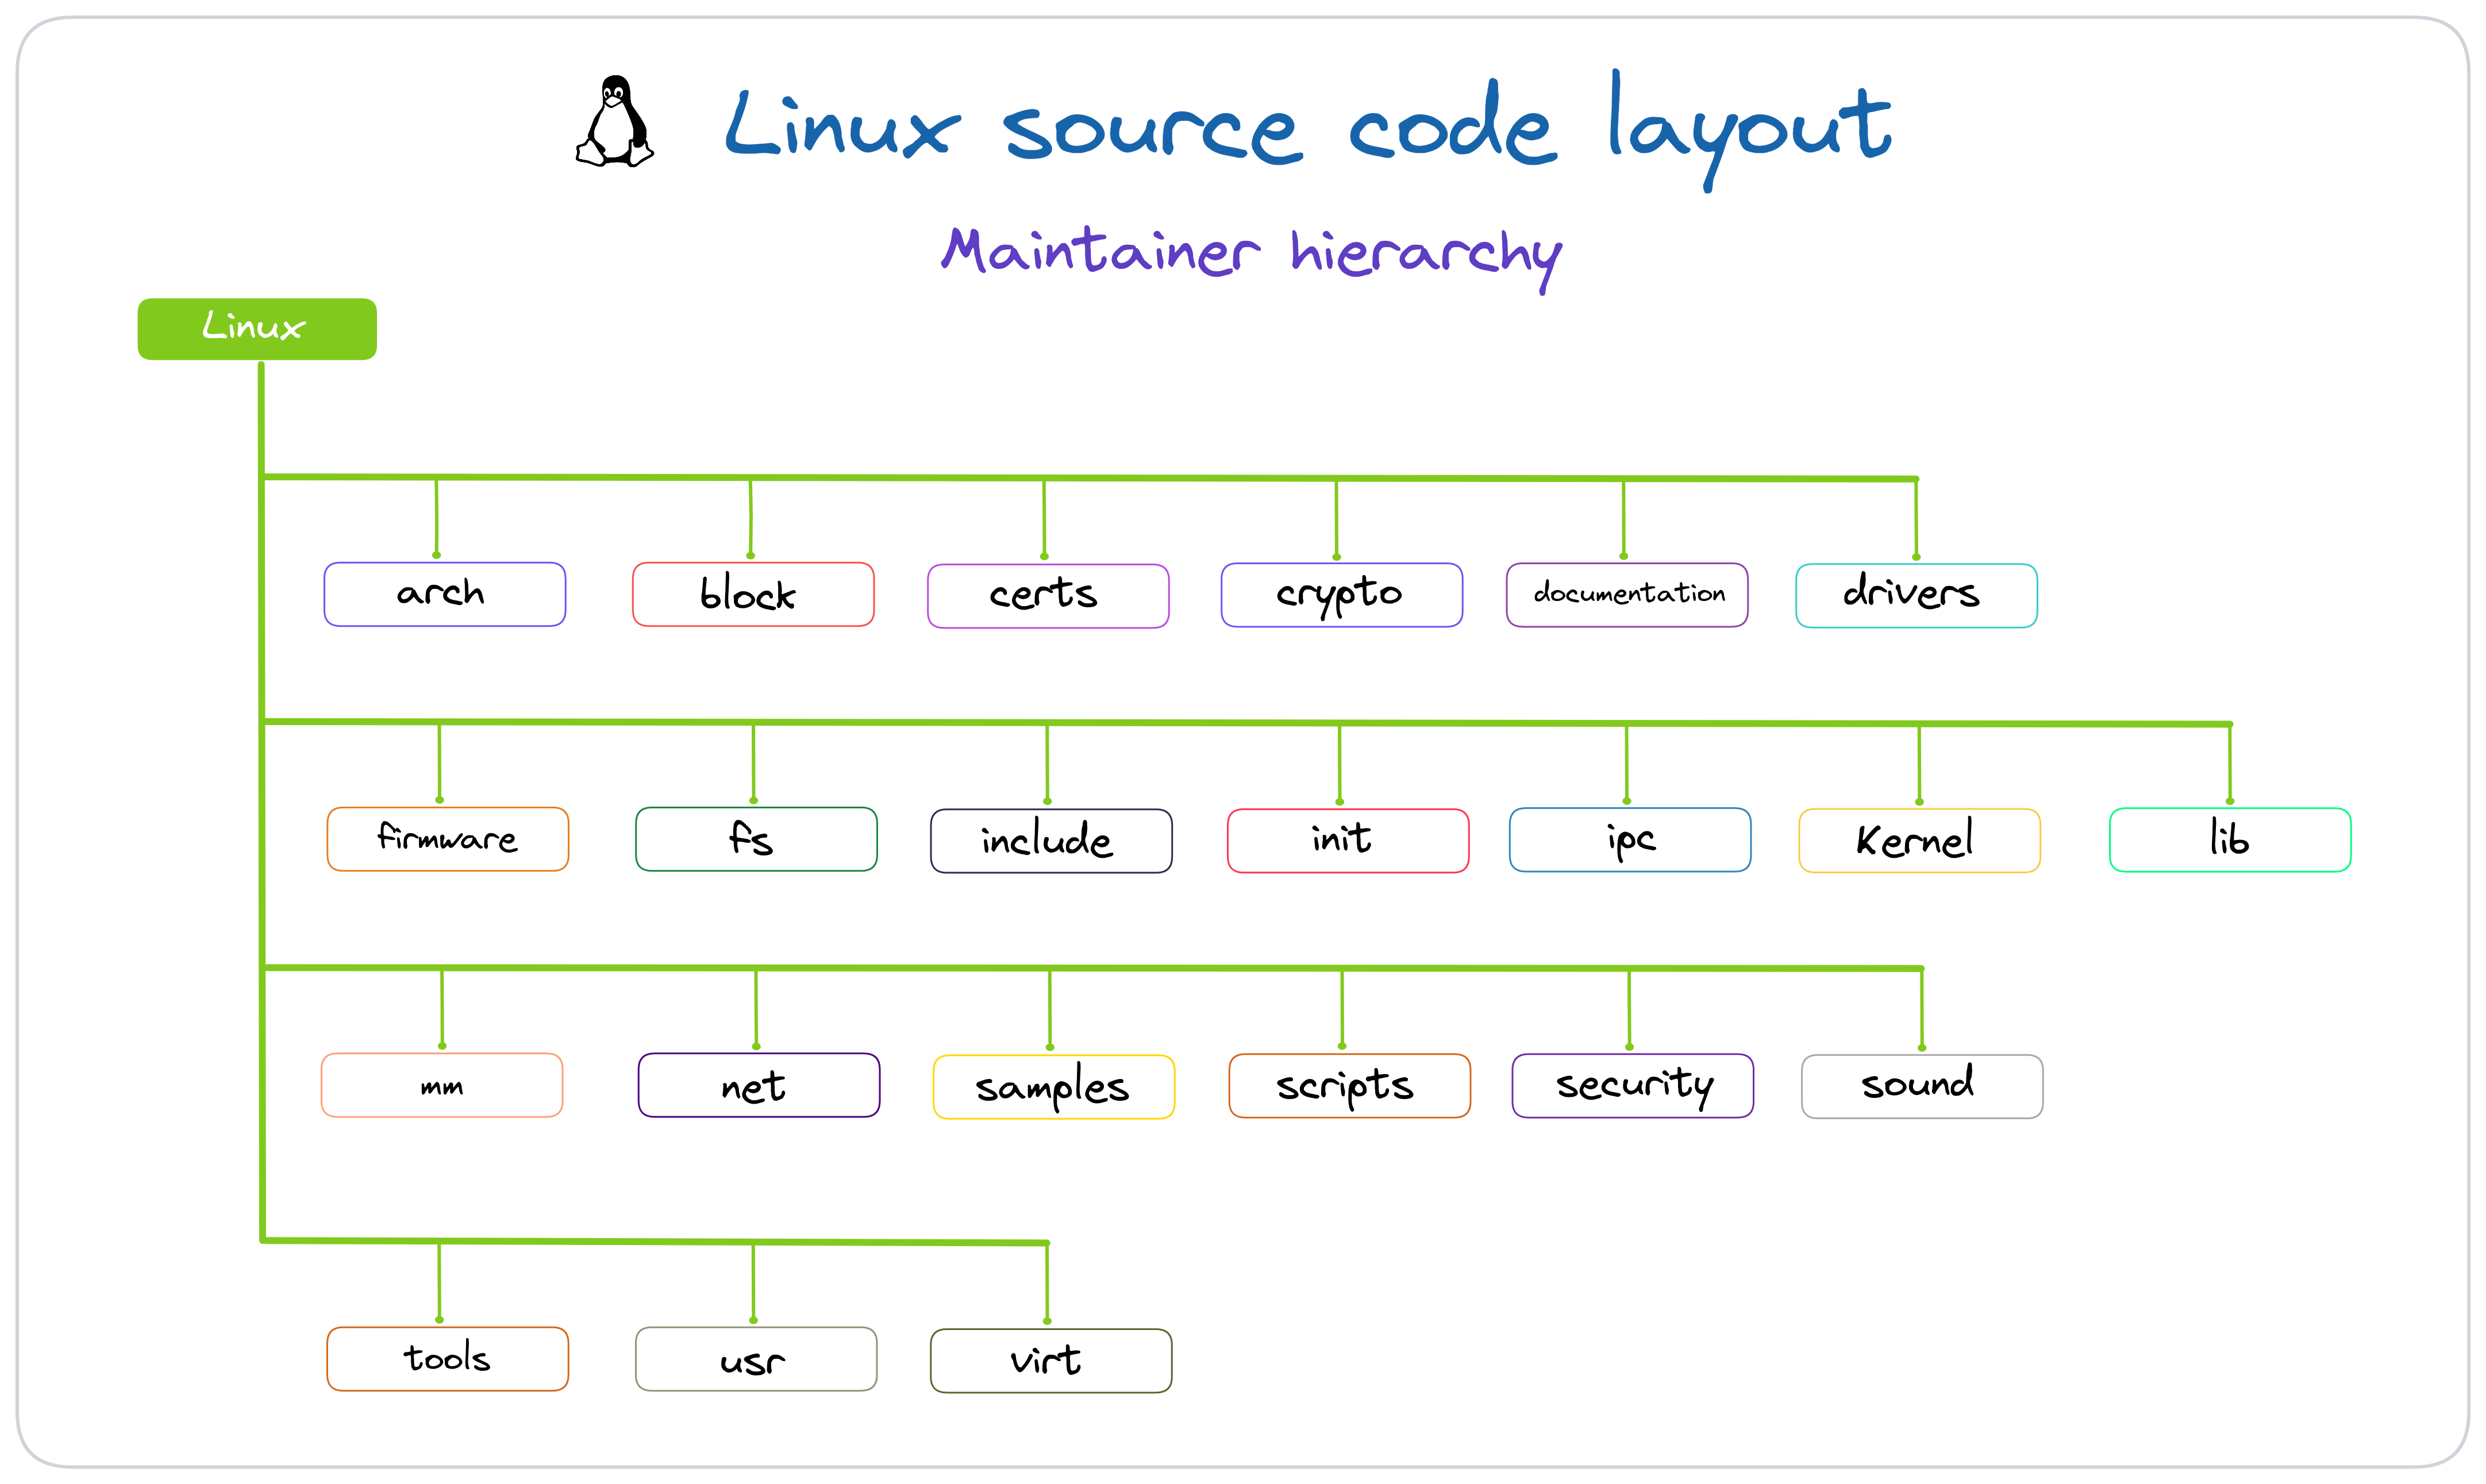 Linux source code layout
Maintainer hierarchy
Linux
arch block certs crypto documentation drivers
firmware fs include init ipc Kernel lib
mm net samples scripts security sound
tools usr virt